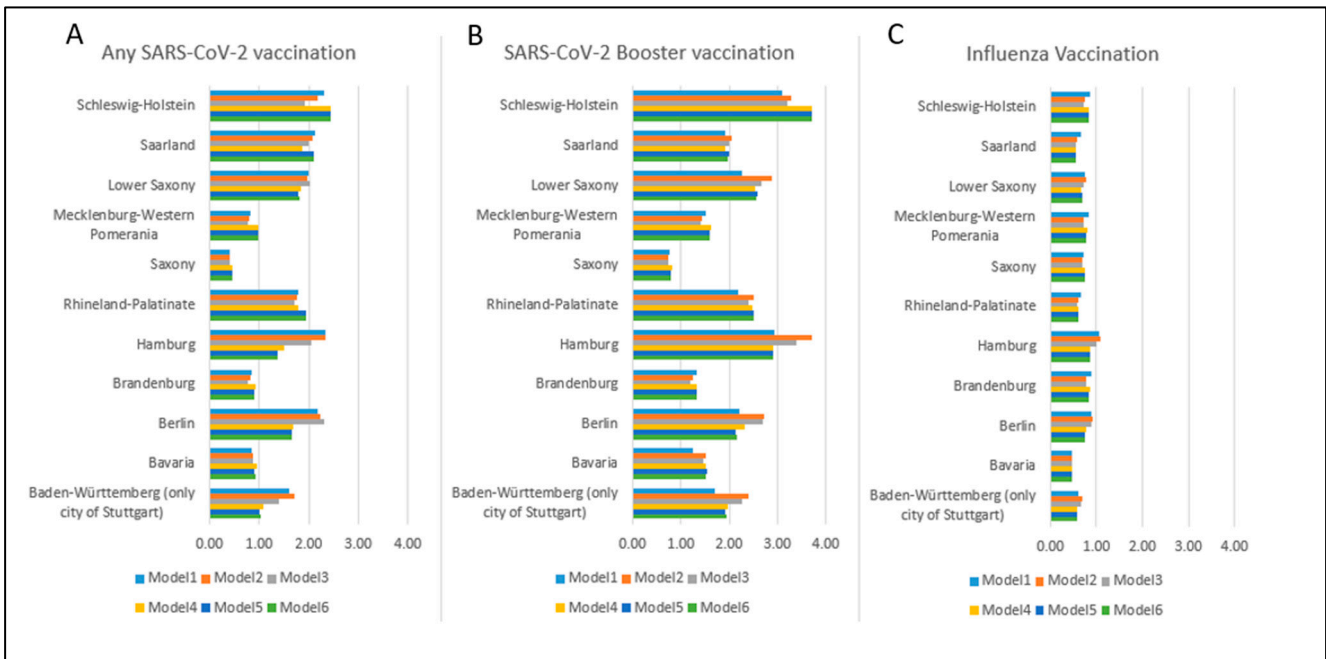 A
Any SARS-CoV-2 vaccination
Schleswig-Holstein
Saarland
Lower Saxony
Mecklenburg-Western
Pomerania
Saxony
Rhineland-Palatinate
Hamburg
Brandenburg
Berlin
Bavaria
Baden-Württemberg (only
city of Stuttgart)
0.00 1.00 2.00 3.00 4.00
Model1 Model2 Model3
Model4 Model5 Model6
B
SARS-CoV-2 Booster vaccination
Schleswig-Holstein
Saarland
Lower Saxony
Mecklenburg-Western
Pomerania
Saxony
Rhineland-Palatinate
Hamburg
Brandenburg
Berlin
Bavaria
Baden-Württemberg (only
city of Stuttgart)
0.00 1.00 2.00 3.00 4.00
Model1 Model2 Model3
Model4 Model5 Model6
C
Influenza Vaccination
Schleswig-Holstein
Saarland
Lower Saxony
Mecklenburg-Western
Pomerania
Saxony
Rhineland-Palatinate
Hamburg
Brandenburg
Berlin
Bavaria
Baden-Württemberg (only
city of Stuttgart)
0.00 1.00 2.00 3.00 4.00
Model1 Model2 Model3
Model4 Model5 Model6